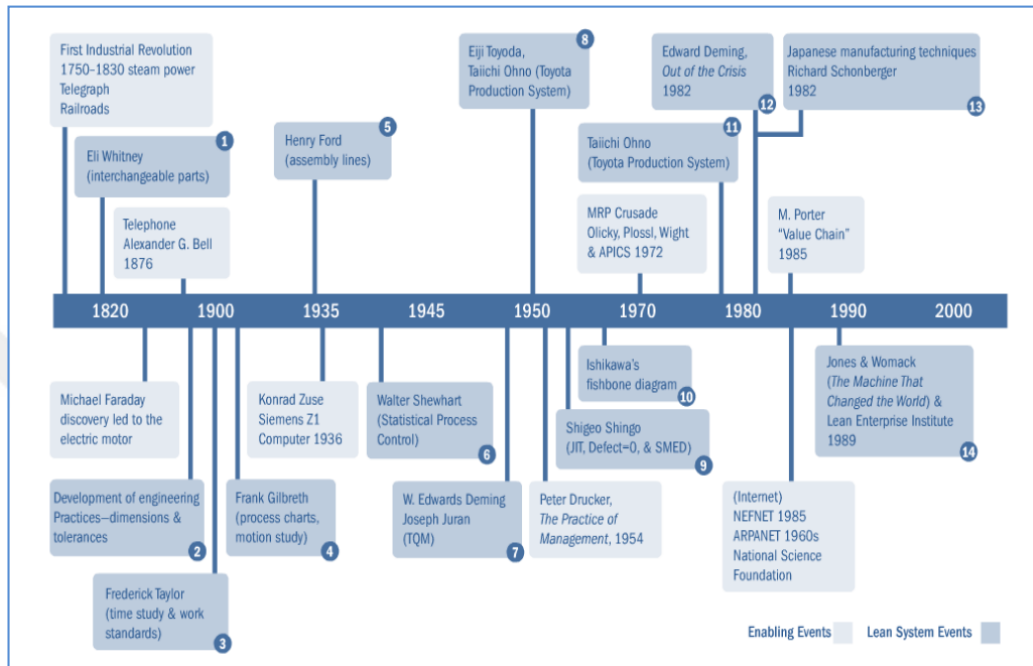 First Industrial Revolution
1750–1830 steam power
Telegraph
Railroads
1
Eli Whitney
(interchangeable parts)
Telephone
Alexander G. Bell
1876
5
Henry Ford
(assembly lines)
8
Eiji Toyoda,
Taiichi Ohno (Toyota
Production System)
Edward Deming,
Out of the Crisis
1982
12
Japanese manufacturing techniques
Richard Schonberger
1982
13
11
Taiichi Ohno
(Toyota Production System)
MRP Crusade
Olicky, Plossl, Wight
& APICS 1972
M. Porter
"Value Chain"
1985
1820 1900 1935 1945 1950 1970 1980 1990 2000
Michael Faraday
discovery led to the
electric motor
Development of engineering
Practices—dimensions &
tolerances
2
Frederick Taylor
(time study & work
standards)
3
Frank Gilbreth
(process charts,
motion study)
4
Konrad Zuse
Siemens Z1
Computer 1936
Walter Shewhart
(Statistical Process
Control)
6
W. Edwards Deming
Joseph Juran
(TQM)
7
Peter Drucker,
The Practice of
Management, 1954
Shigeo Shingo
(JIT, Defect=0, & SMED)
9
Ishikawa's
fishbone diagram
10
(Internet)
NEFNET 1985
ARPANET 1960s
National Science
Foundation
Jones & Womack
(The Machine That
Changed the World) &
Lean Enterprise Institute
1989
14
Enabling Events
Lean System Events